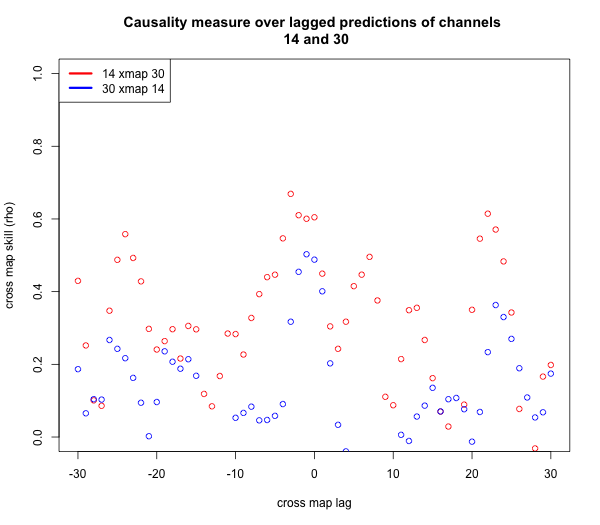 Causality measure over lagged predictions of channels
14 and 30
14 xmap 30
30 xmap 14
cross map skill (rho)
1.0
0.8
0.6
0.4
0.2
0.0
-30 -20 -10 0 10 20 30
cross map lag